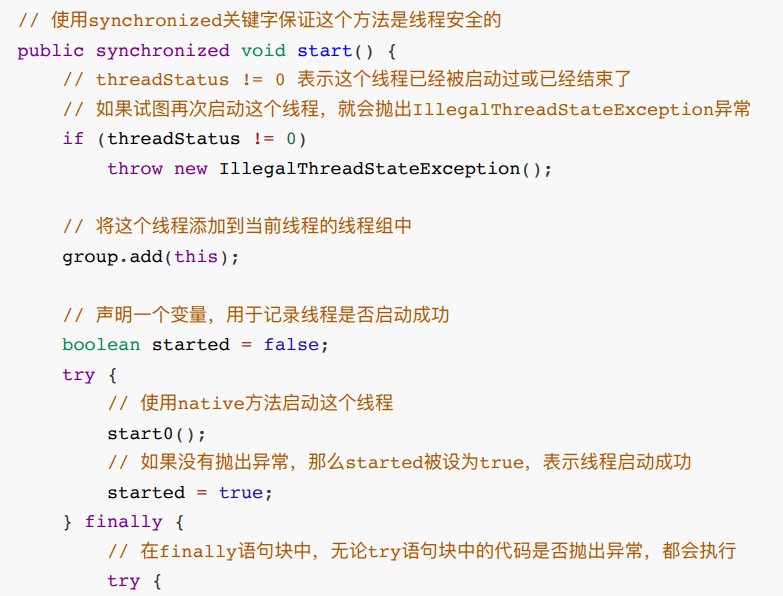 // 使用synchronized关键字保证这个方法是线程安全的
public synchronized void start() {
    // threadStatus != 0 表示这个线程已经被启动过或已经结束了
    // 如果试图再次启动这个线程，就会抛出IllegalThreadStateException异常
    if (threadStatus != 0)
        throw new IllegalThreadStateException();

    // 将这个线程添加到当前线程的线程组中
    group.add(this);

    // 声明一个变量，用于记录线程是否启动成功
    boolean started = false;
    try {
        // 使用native方法启动这个线程
        start0();
        // 如果没有抛出异常，那么started被设为true，表示线程启动成功
        started = true;
    } finally {
        // 在finally语句块中，无论try语句块中的代码是否抛出异常，都会执行
        try {